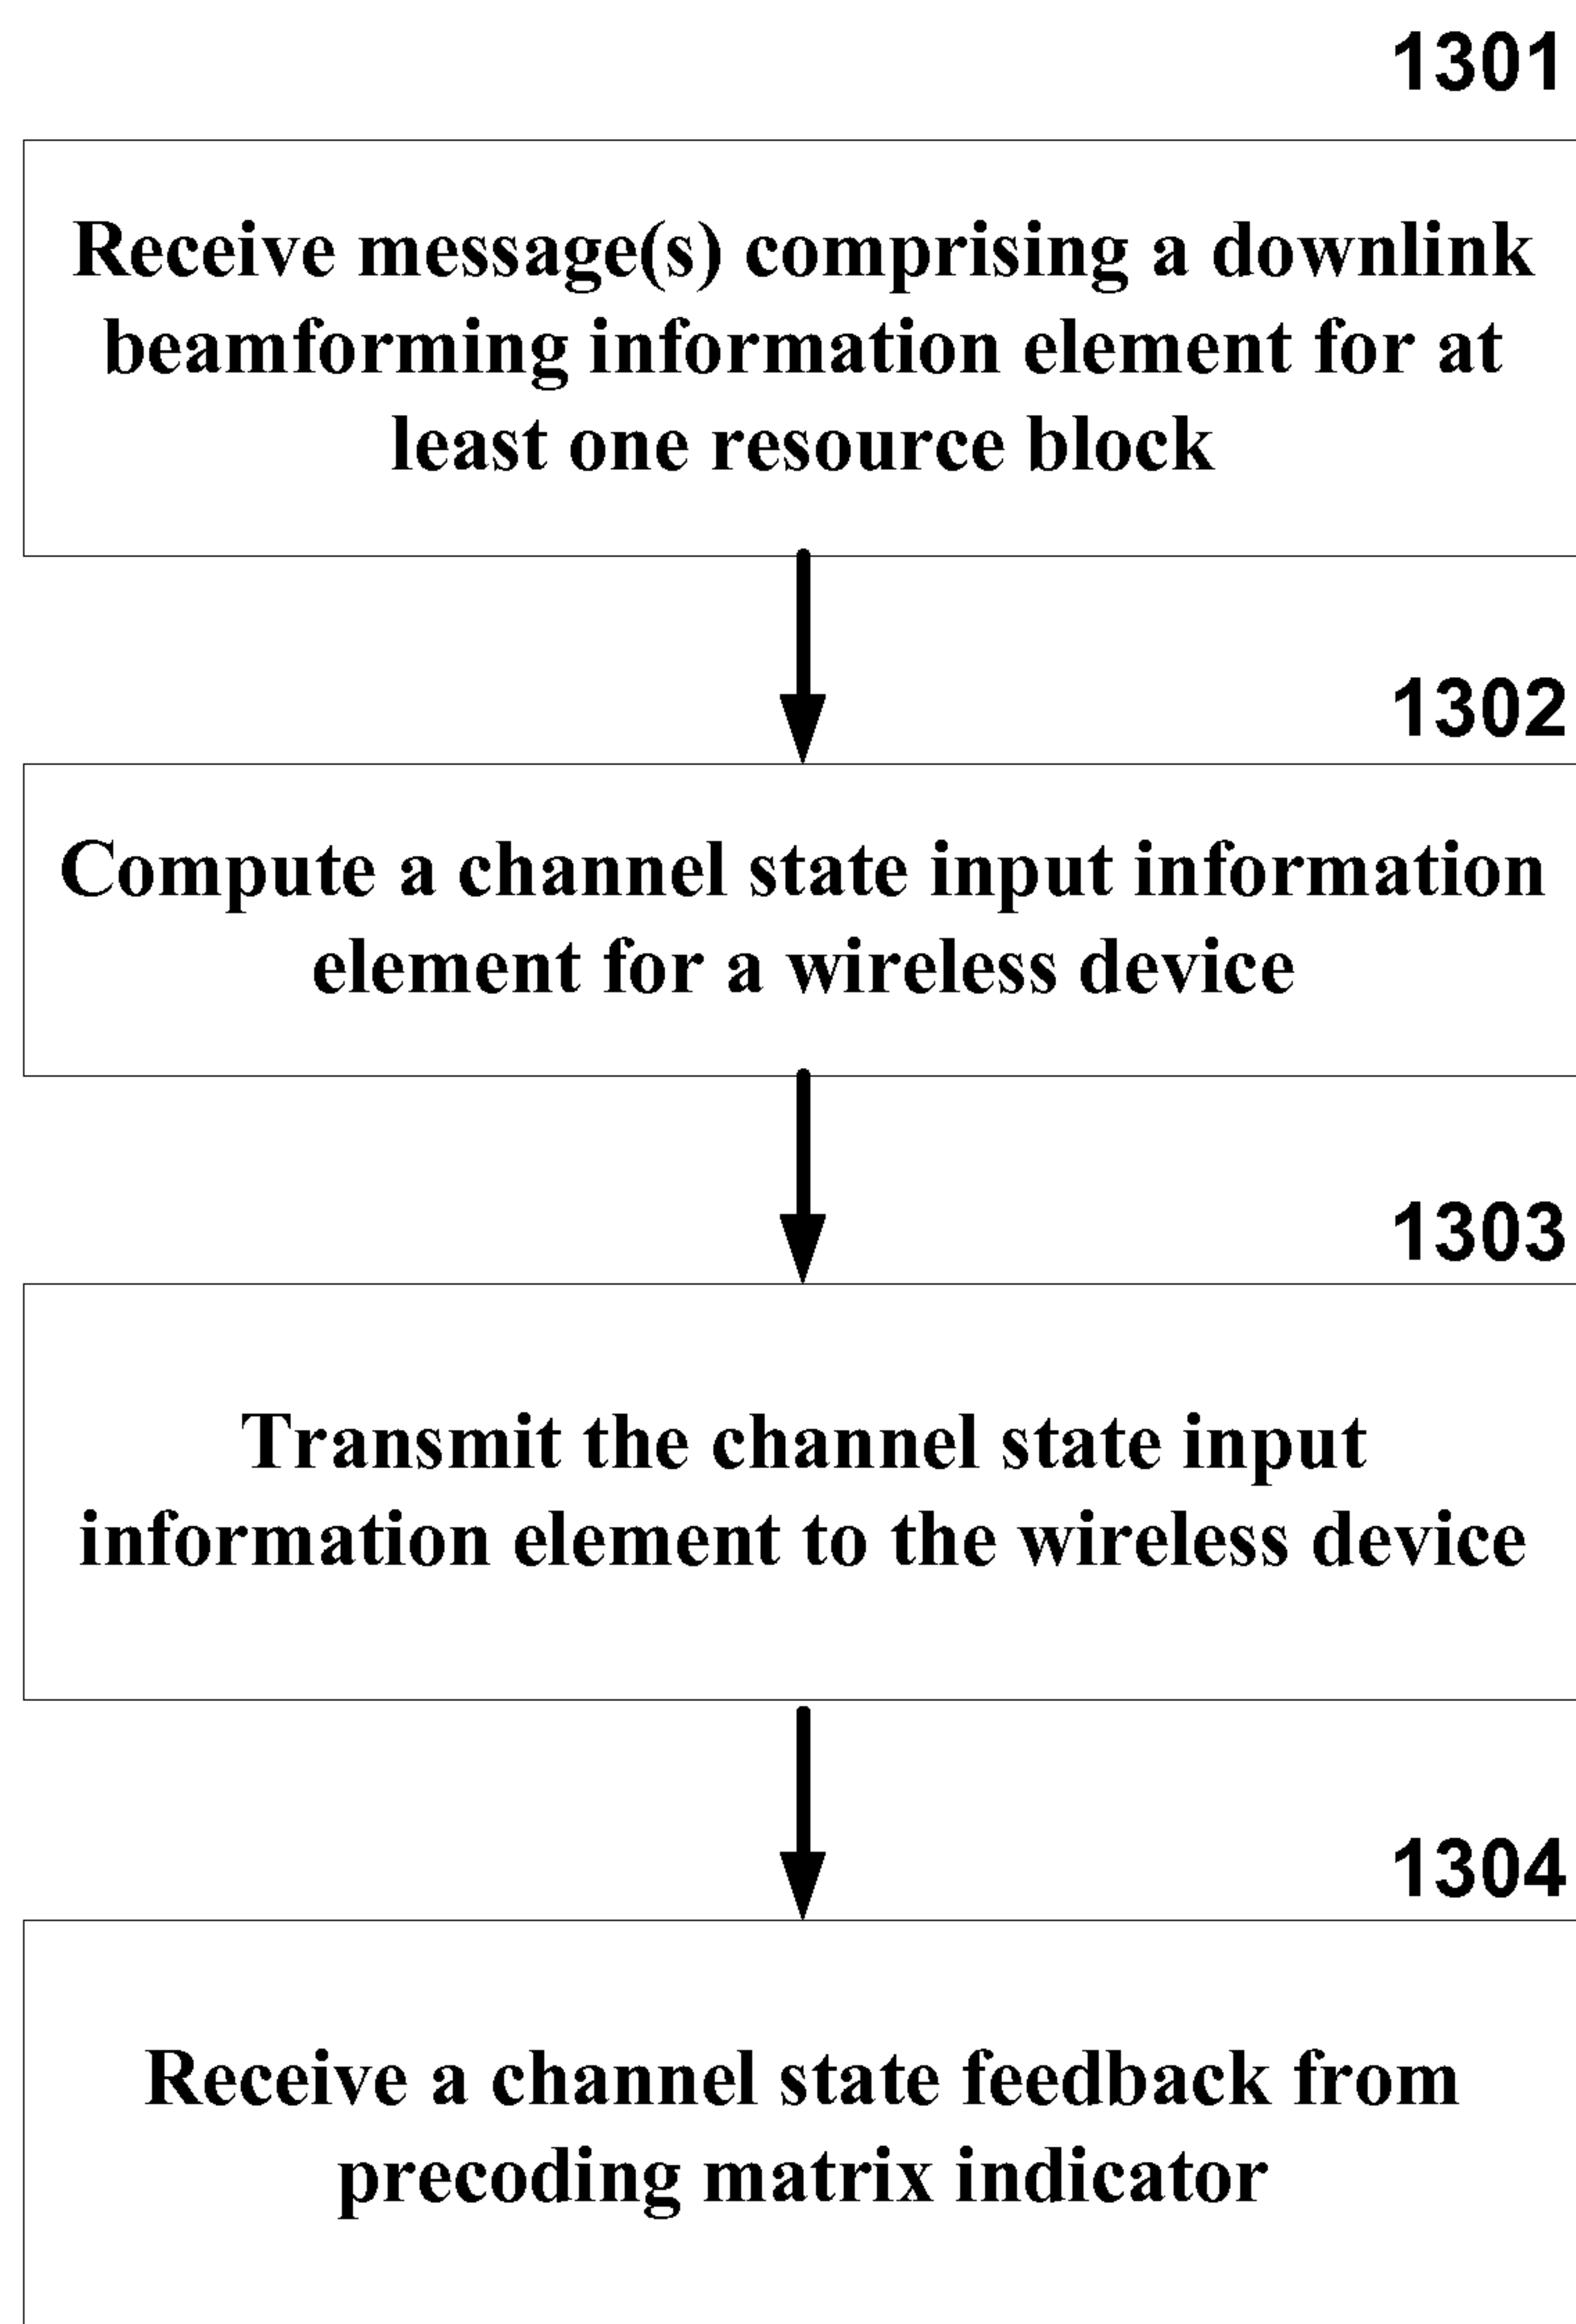 1301
Receive message(s) comprising a downlink
beamforming information element for at
least one resource block
1302
Compute a channel state input information
element for a wireless device
1303
Transmit the channel state input
information element to the wireless device
1304
Receive a channel state feedback from
precoding matrix indicator